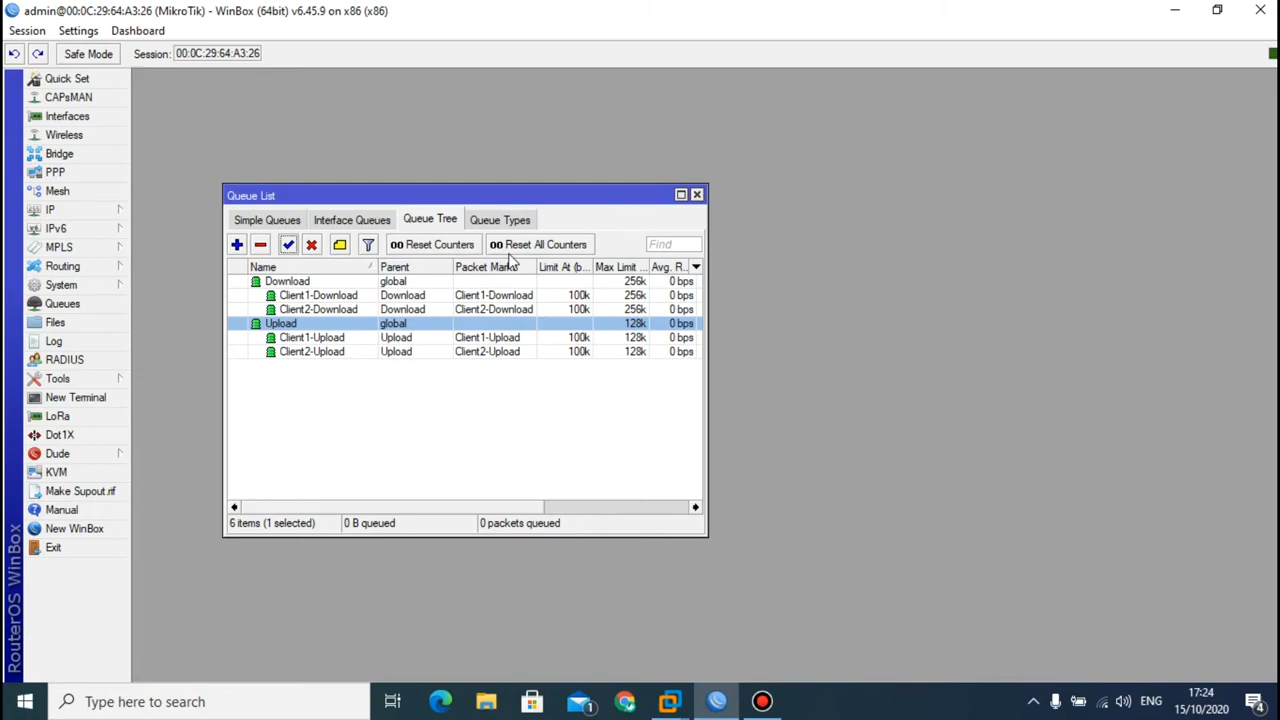 admin@00:0C:29:64:A3:26 (MikroTik) - WinBox (64bit) v6.45.9 on x86 (x86)
Session Settings Dashboard
Safe Mode Session: 00:0C:29:64:A3:26
Quick Set
CAPsMAN
Interfaces
Wireless
Bridge
PPP
Mesh
IP
IPv6
MPLS
Routing
System
Queues
Files
Log
RADIUS
Tools
New Terminal
LoRa
Dot1X
Dude
KVM
Make Supout.rif
Manual
New WinBox
Exit
RouterOS WinBox
Queue List
Simple Queues Interface Queues Queue Tree Queue Types
00 Reset Counters 00 Reset All Counters Find
Name Parent Packet Marks Limit At (b... Max Limit ... Avg. R...
Download global 256k 0 bps
Client1-Download Download Client1-Download 100k 256k 0 bps
Client2-Download Download Client2-Download 100k 256k 0 bps
Upload global 128k 0 bps
Client1-Upload Upload Client1-Upload 100k 128k 0 bps
Client2-Upload Upload Client2-Upload 100k 128k 0 bps
6 items (1 selected) 0 B queued 0 packets queued
Type here to search
1
ENG
17:24
15/10/2020
4